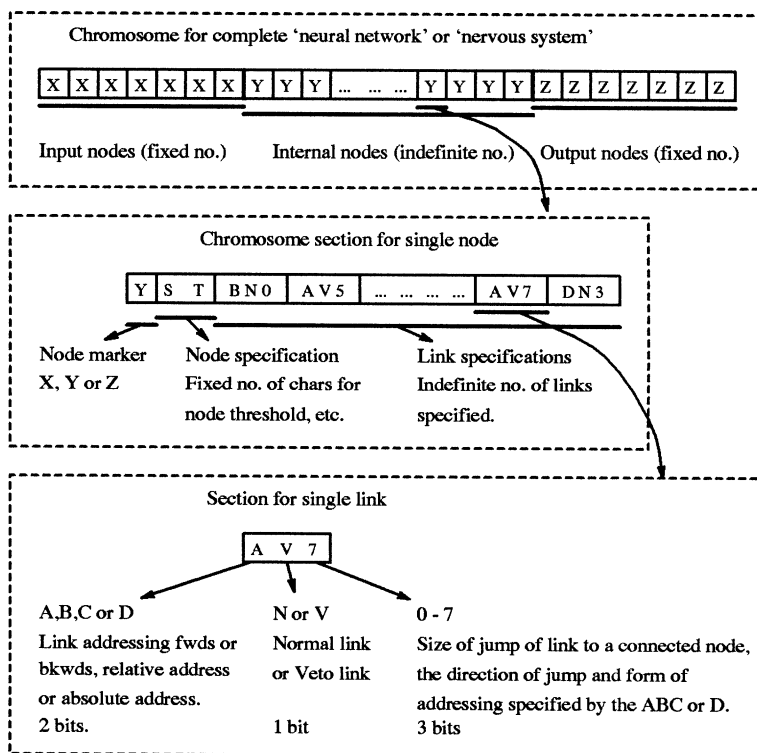 Chromosome for complete 'neural network' or 'nervous system'
X X X X X X X Y Y Y ... ... ... Y Y Y Y Z Z Z Z Z Z Z
Input nodes (fixed no.) Internal nodes (indefinite no.) Output nodes (fixed no.)
Chromosome section for single node
Y S T BN0 AV5 ... ... ... ... AV7 DN3
Node marker Node specification Link specifications
X, Y or Z Fixed no. of chars for Indefinite no. of links
node threshold, etc. specified.
Section for single link
A V 7
A,B,C or D N or V 0 - 7
Link addressing fwds or Normal link Size of jump of link to a connected node,
bkwds, relative address or Veto link the direction of jump and form of
or absolute address. addressing specified by the ABC or D.
2 bits. 1 bit 3 bits